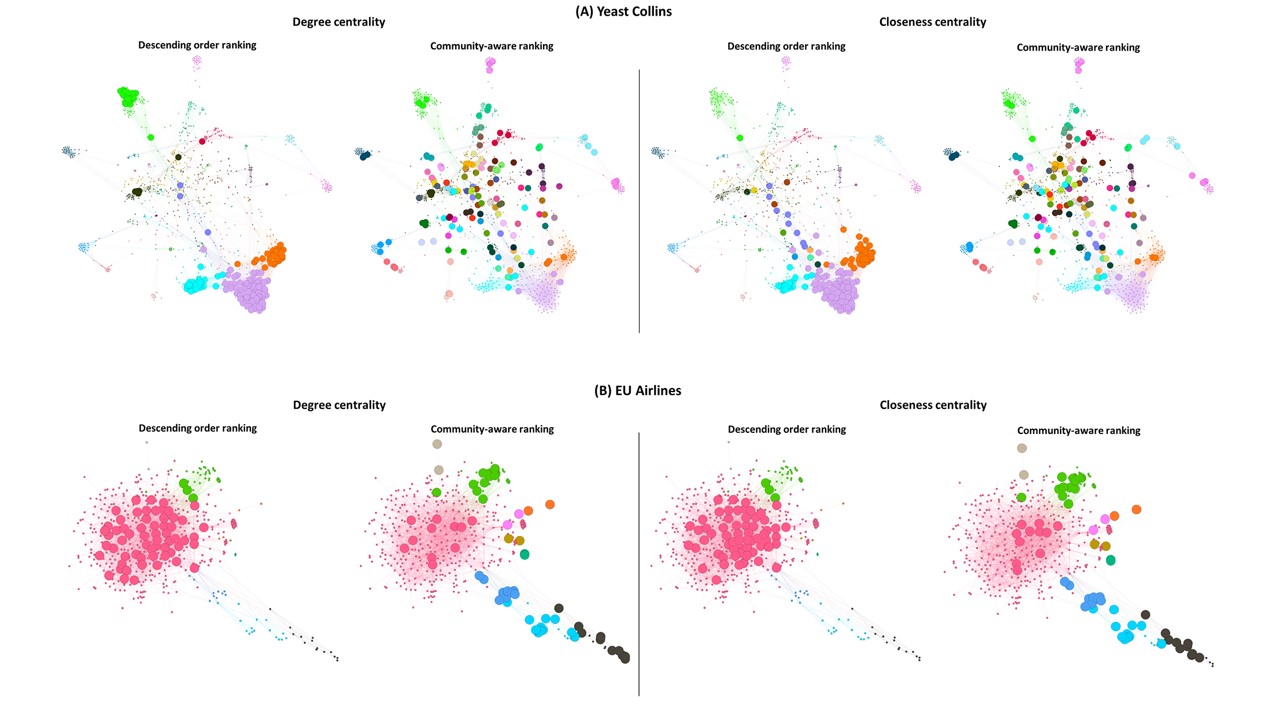 (A) Yeast Collins
Degree centrality
Closeness centrality
Descending order ranking
Community-aware ranking
Descending order ranking
Community-aware ranking
(B) EU Airlines
Degree centrality
Closeness centrality
Descending order ranking
Community-aware ranking
Descending order ranking
Community-aware ranking